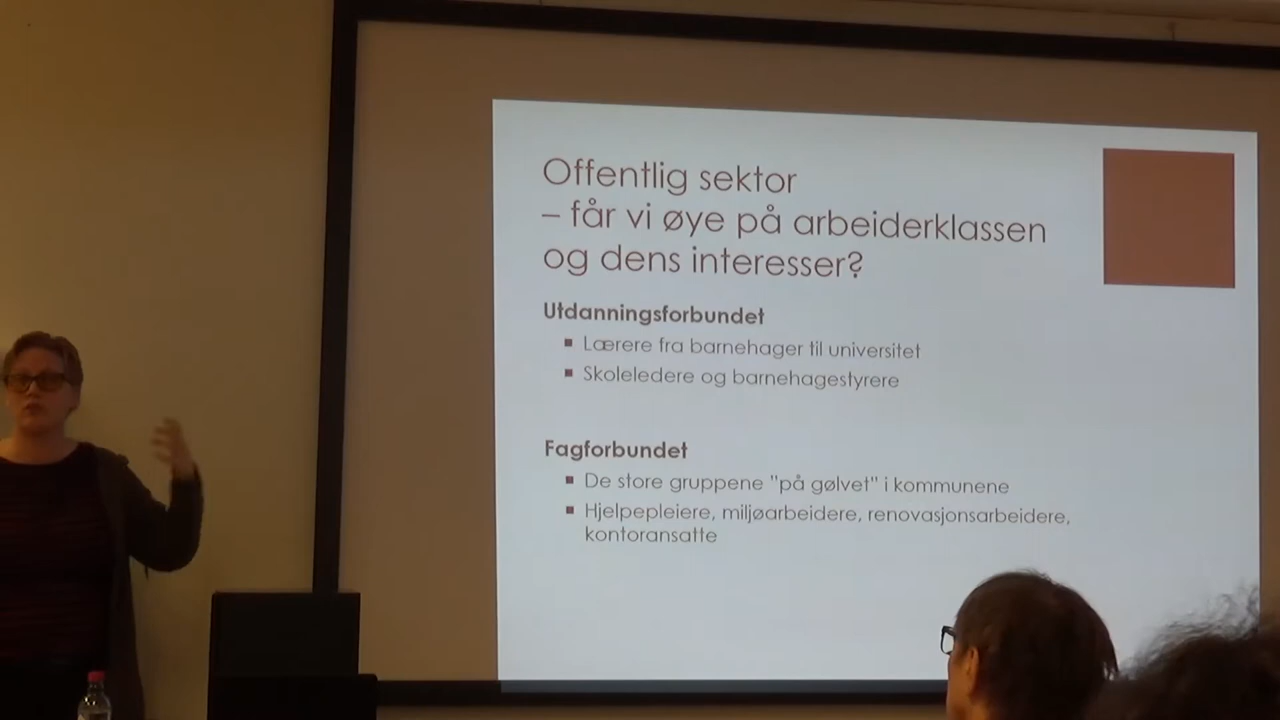 Offentlig sektor
– får vi øye på arbeiderklassen
og dens interesser?
Utdanningsforbundet
Lærere fra barnehager til universitet
Skoleledere og barnehagestyrere
Fagforbundet
De store gruppene "på gølvet" i kommunene
Hjelpepleiere, miljøarbeidere, renovasjonsarbeidere,
kontoransatte